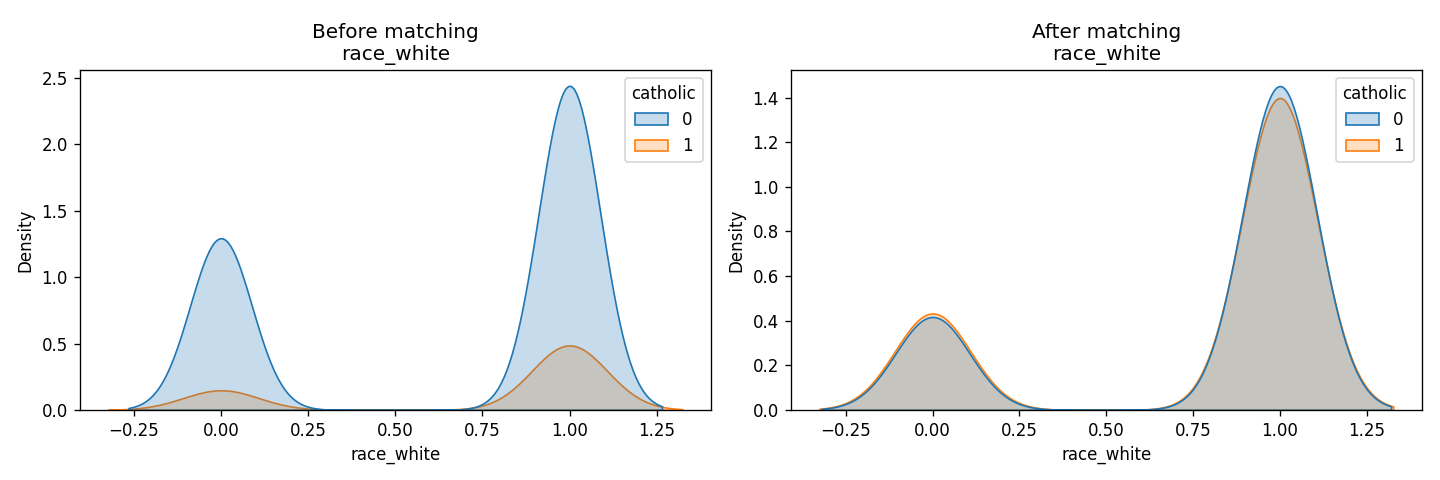 Before matching
race_white
catholic
0
1
Density
2.5
2.0
1.5
1.0
0.5
0.0
−0.25 0.00 0.25 0.50 0.75 1.00 1.25
race_white
After matching
race_white
catholic
0
1
Density
1.4
1.2
1.0
0.8
0.6
0.4
0.2
0.0
−0.25 0.00 0.25 0.50 0.75 1.00 1.25
race_white